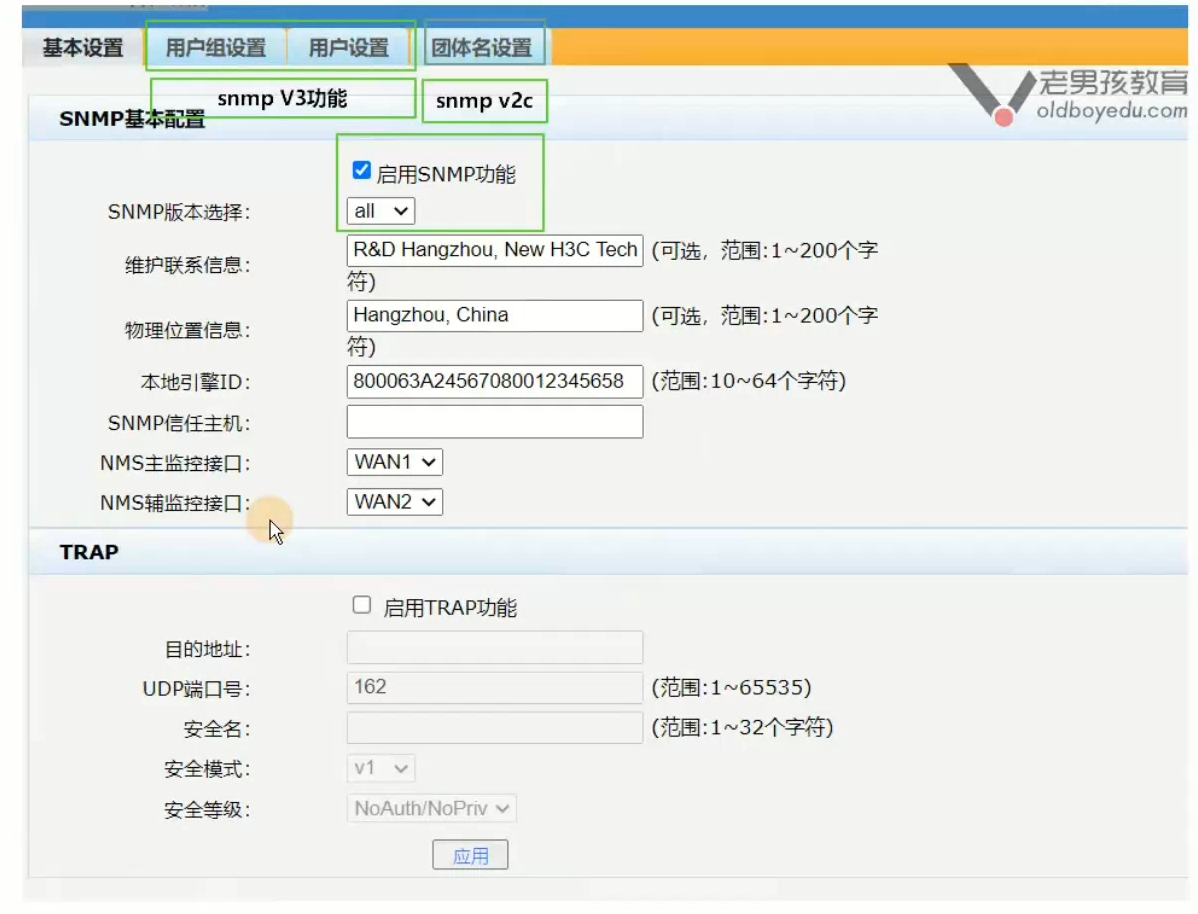 基本设置 用户组设置 用户设置 团体名设置
snmp V3功能 snmp v2c
老男孩教育
oldboyedu.com
SNMP基本配置
启用SNMP功能
SNMP版本选择: all
维护联系信息: R&D Hangzhou, New H3C Tech (可选，范围:1~200个字
符)
物理位置信息: Hangzhou, China (可选，范围:1~200个字
符)
本地引擎ID: 800063A24567080012345658 (范围:10~64个字符)
SNMP信任主机:
NMS主监控接口: WAN1
NMS辅监控接口: WAN2
TRAP
启用TRAP功能
目的地址:
UDP端口号: 162 (范围:1~65535)
安全名: (范围:1~32个字符)
安全模式: v1
安全等级: NoAuth/NoPriv
应用